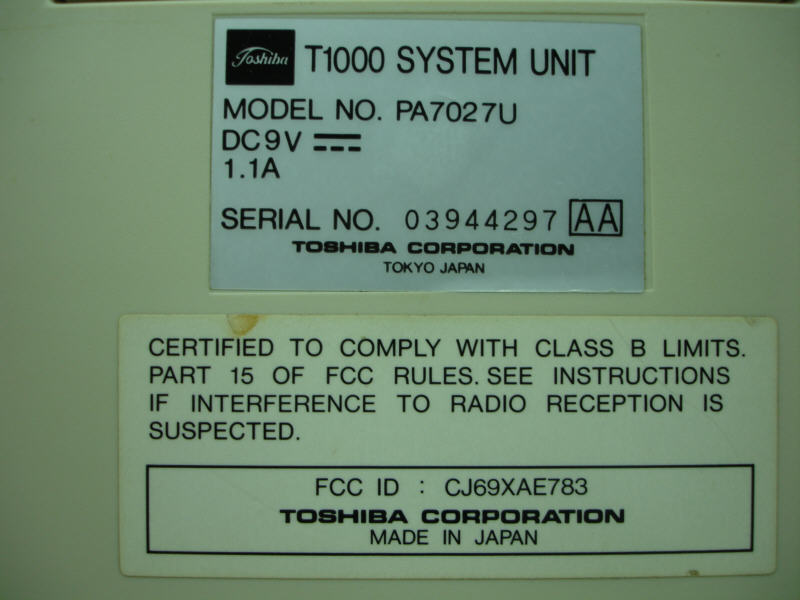 Toshiba T1000 SYSTEM UNIT
MODEL NO. PA7027U
DC9V
1.1A
SERIAL NO. 03944297 AA
TOSHIBA CORPORATION
TOKYO JAPAN
CERTIFIED TO COMPLY WITH CLASS B LIMITS.
PART 15 OF FCC RULES. SEE INSTRUCTIONS
IF INTERFERENCE TO RADIO RECEPTION IS
SUSPECTED.
FCC ID : CJ69XAE783
TOSHIBA CORPORATION
MADE IN JAPAN